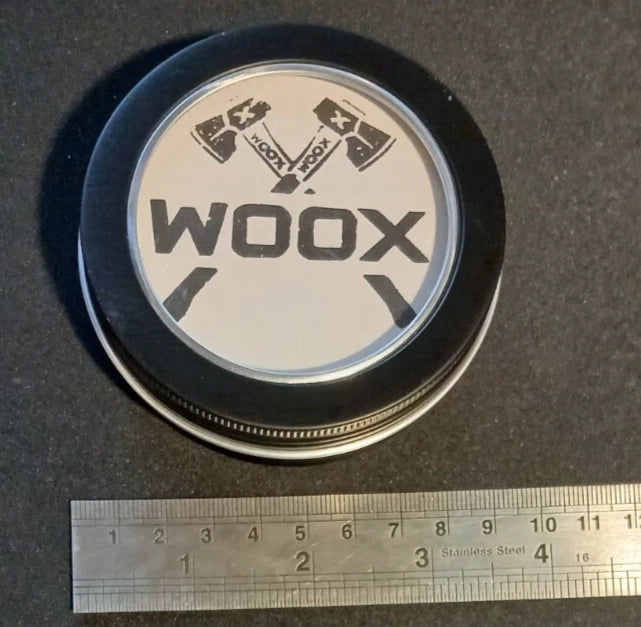 X X
WOOX WOOX
WOOX
1 2 3 4 5 6 7 8 9 10 11
1 2 3 Stainless Steel 4 16